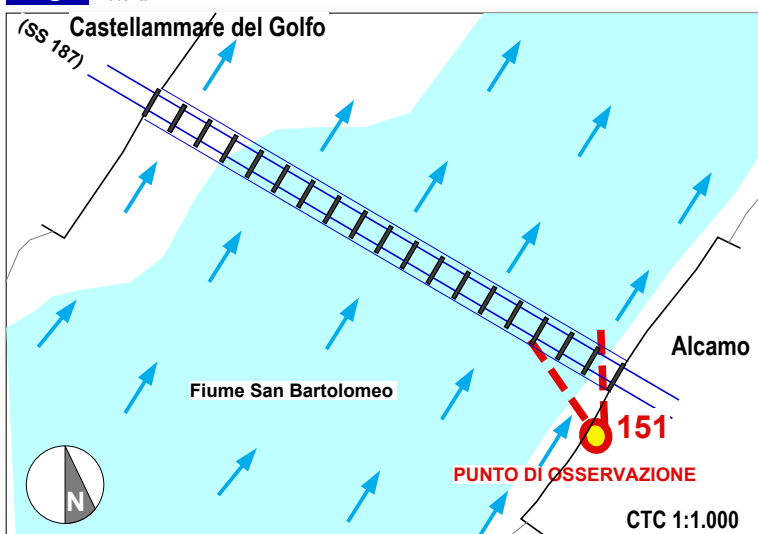 Castellammare del Golfo
(SS 187)
Alcamo
Fiume San Bartolomeo
151
PUNTO DI OSSERVAZIONE
N
CTC 1:1.000